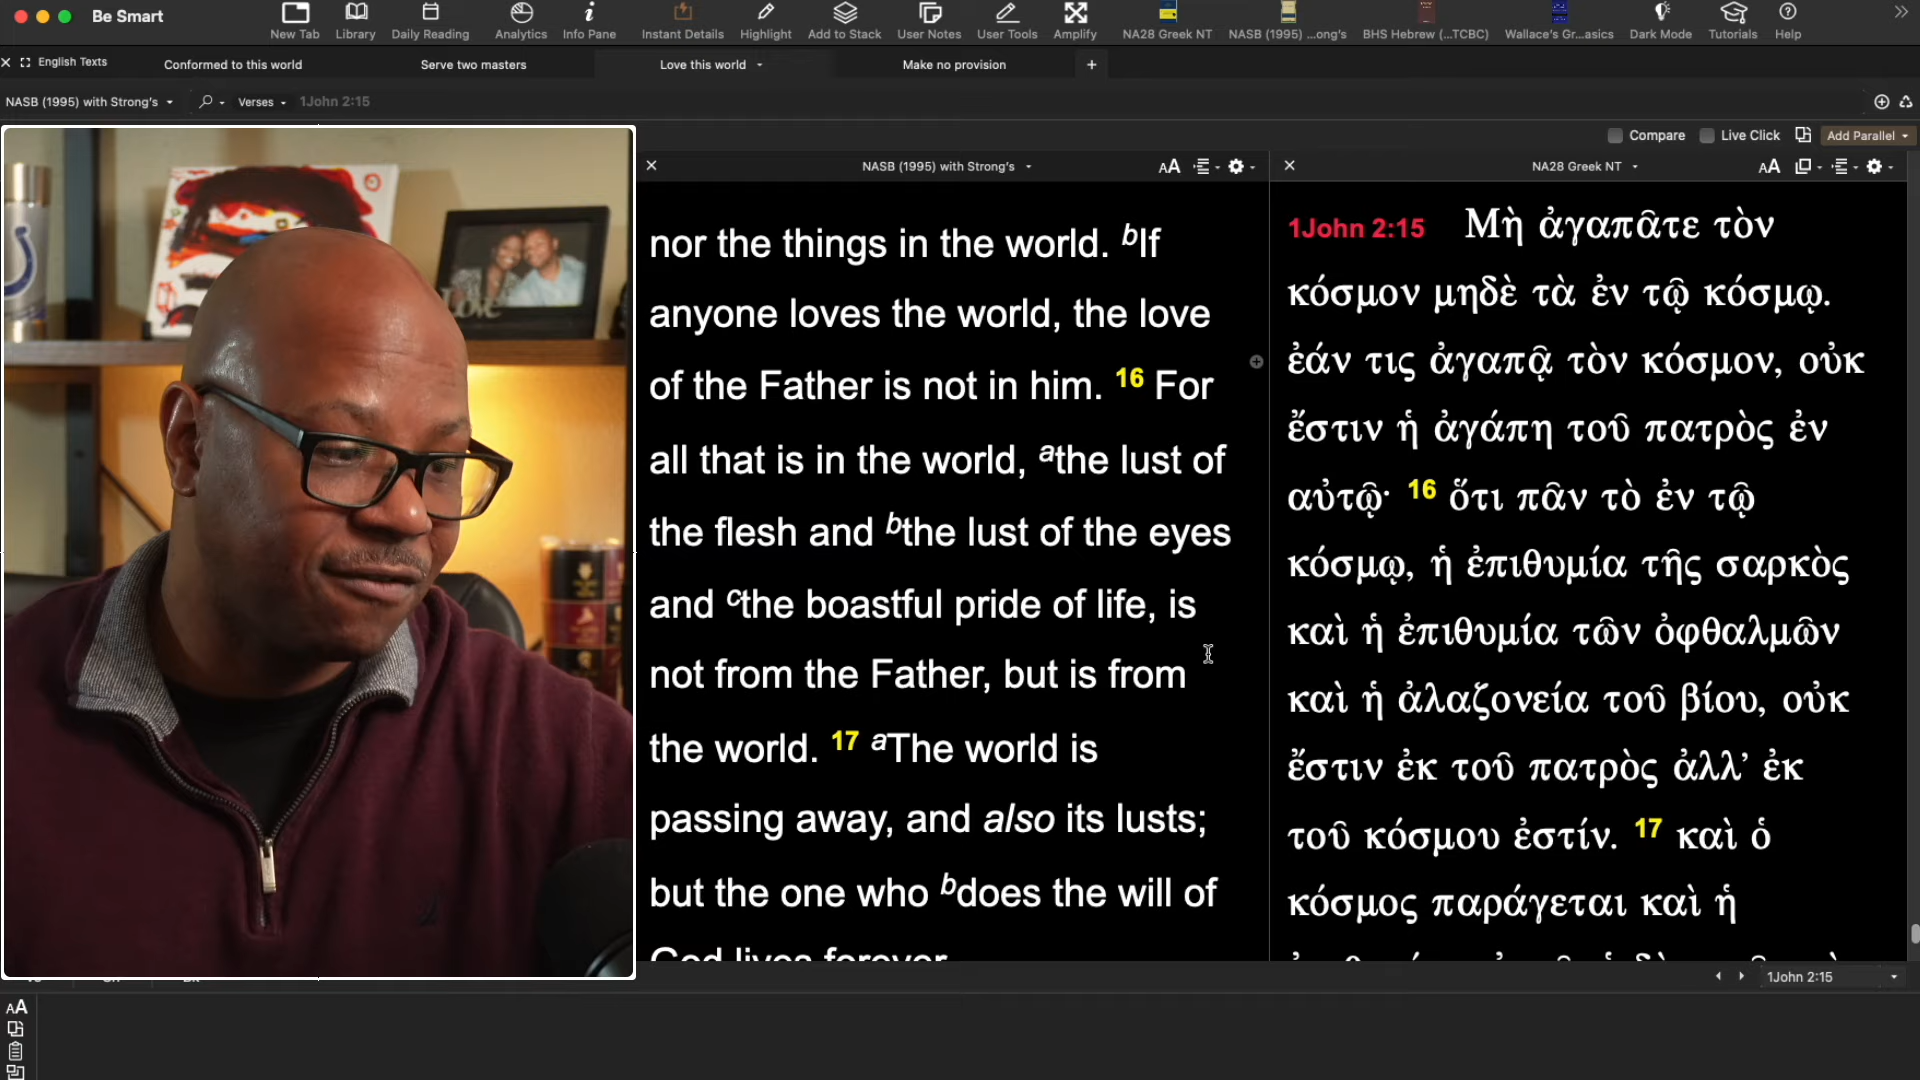 Be Smart
New Tab
Library
Daily Reading
Analytics
Info Pane
Instant Details
Highlight
Add to Stack
User Notes
User Tools
Amplify
NA28 Greek NT
NASB (1995) ...ong's
BHS Hebrew (...TCBC)
Wallace's Gr...asics
Dark Mode
Tutorials
Help
English Texts
Conformed to this world
Serve two masters
Love this world
Make no provision
NASB (1995) with Strong's
Verses
1John 2:15
Compare
Live Click
Add Parallel
LOVE
NASB (1995) with Strong's
AA
nor the things in the world. bIf
anyone loves the world, the love
of the Father is not in him. 16 For
all that is in the world, athe lust of
the flesh and bthe lust of the eyes
and cthe boastful pride of life, is
not from the Father, but is from
the world. 17 aThe world is
passing away, and also its lusts;
but the one who bdoes the will of
God lives forever
NA28 Greek NT
AA
1John 2:15 Μὴ ἀγαπᾶτε τὸν
κόσμον μηδὲ τὰ ἐν τῷ κόσμῳ.
ἐάν τις ἀγαπᾷ τὸν κόσμον, οὐκ
ἔστιν ἡ ἀγάπη τοῦ πατρὸς ἐν
αὐτῷ· 16 ὅτι πᾶν τὸ ἐν τῷ
κόσμῳ, ἡ ἐπιθυμία τῆς σαρκὸς
καὶ ἡ ἐπιθυμία τῶν ὀφθαλμῶν
καὶ ἡ ἀλαζονεία τοῦ βίου, οὐκ
ἔστιν ἐκ τοῦ πατρὸς ἀλλ’ ἐκ
τοῦ κόσμου ἐστίν. 17 καὶ ὁ
κόσμος παράγεται καὶ ἡ
1John 2:15
AA